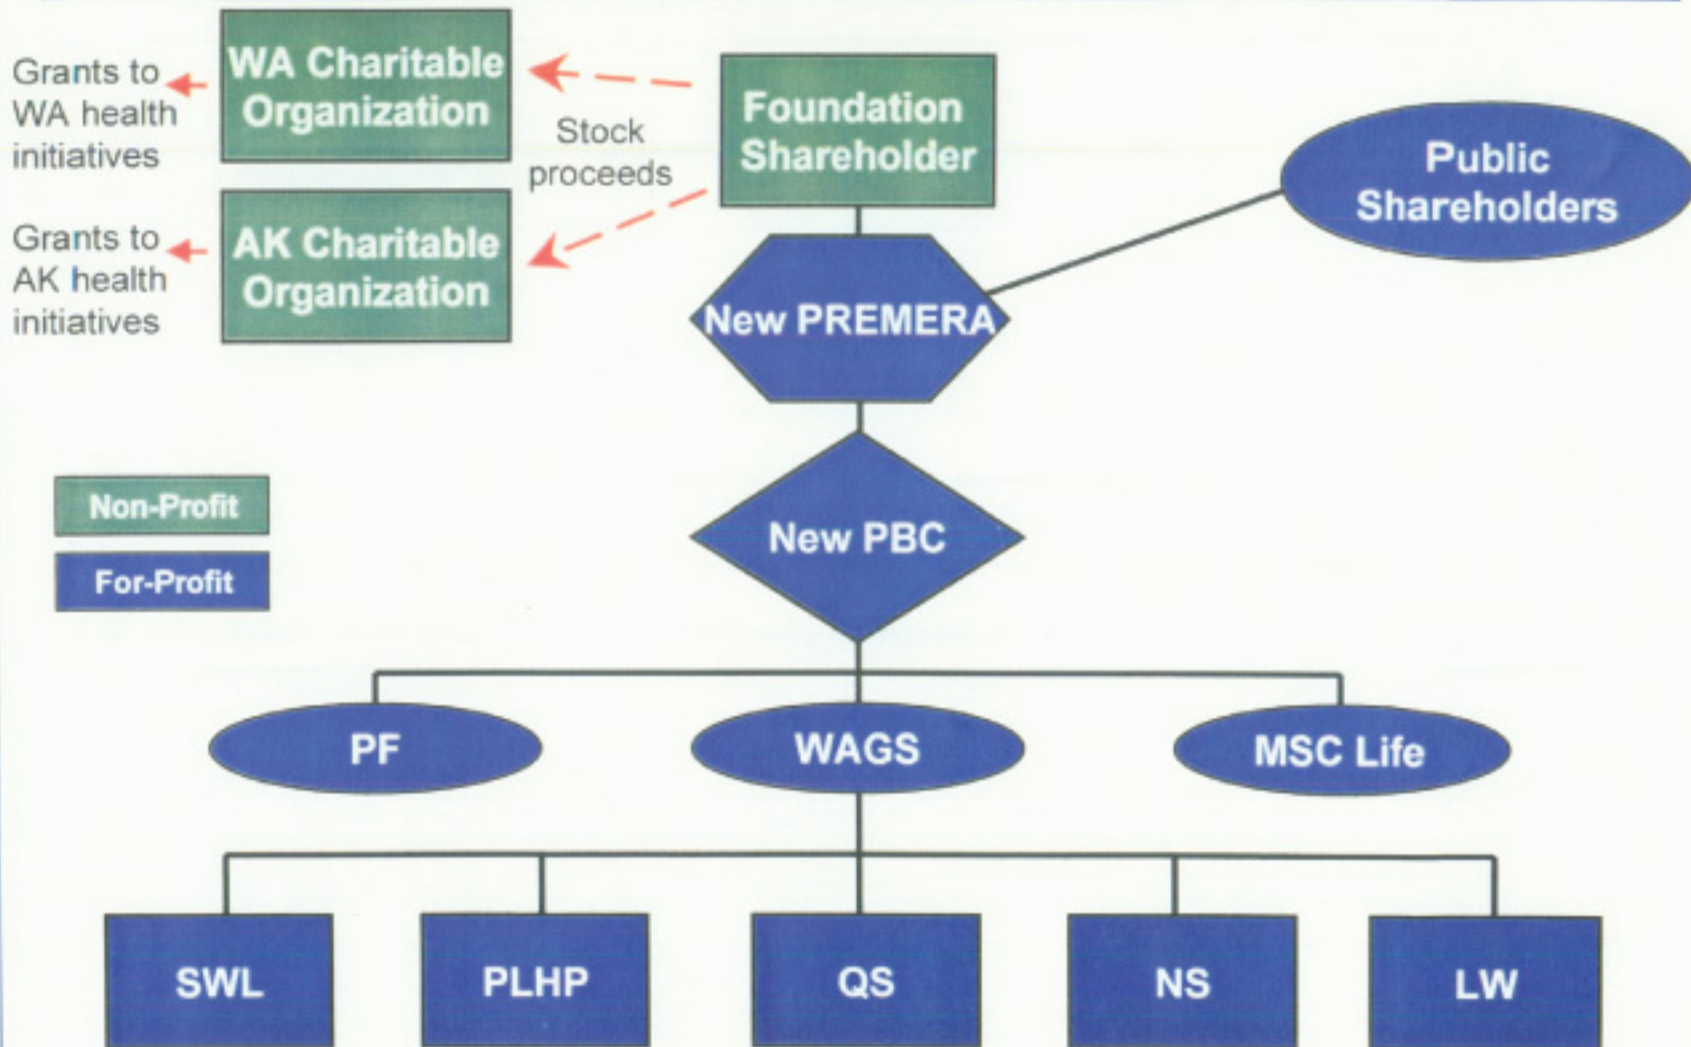 Grants to
WA health
initiatives
WA Charitable
Organization
Stock
proceeds
Foundation
Shareholder
Public
Shareholders
Grants to
AK health
initiatives
AK Charitable
Organization
New PREMERA
Non-Profit
For-Profit
New PBC
PF
WAGS
MSC Life
SWL
PLHP
QS
NS
LW